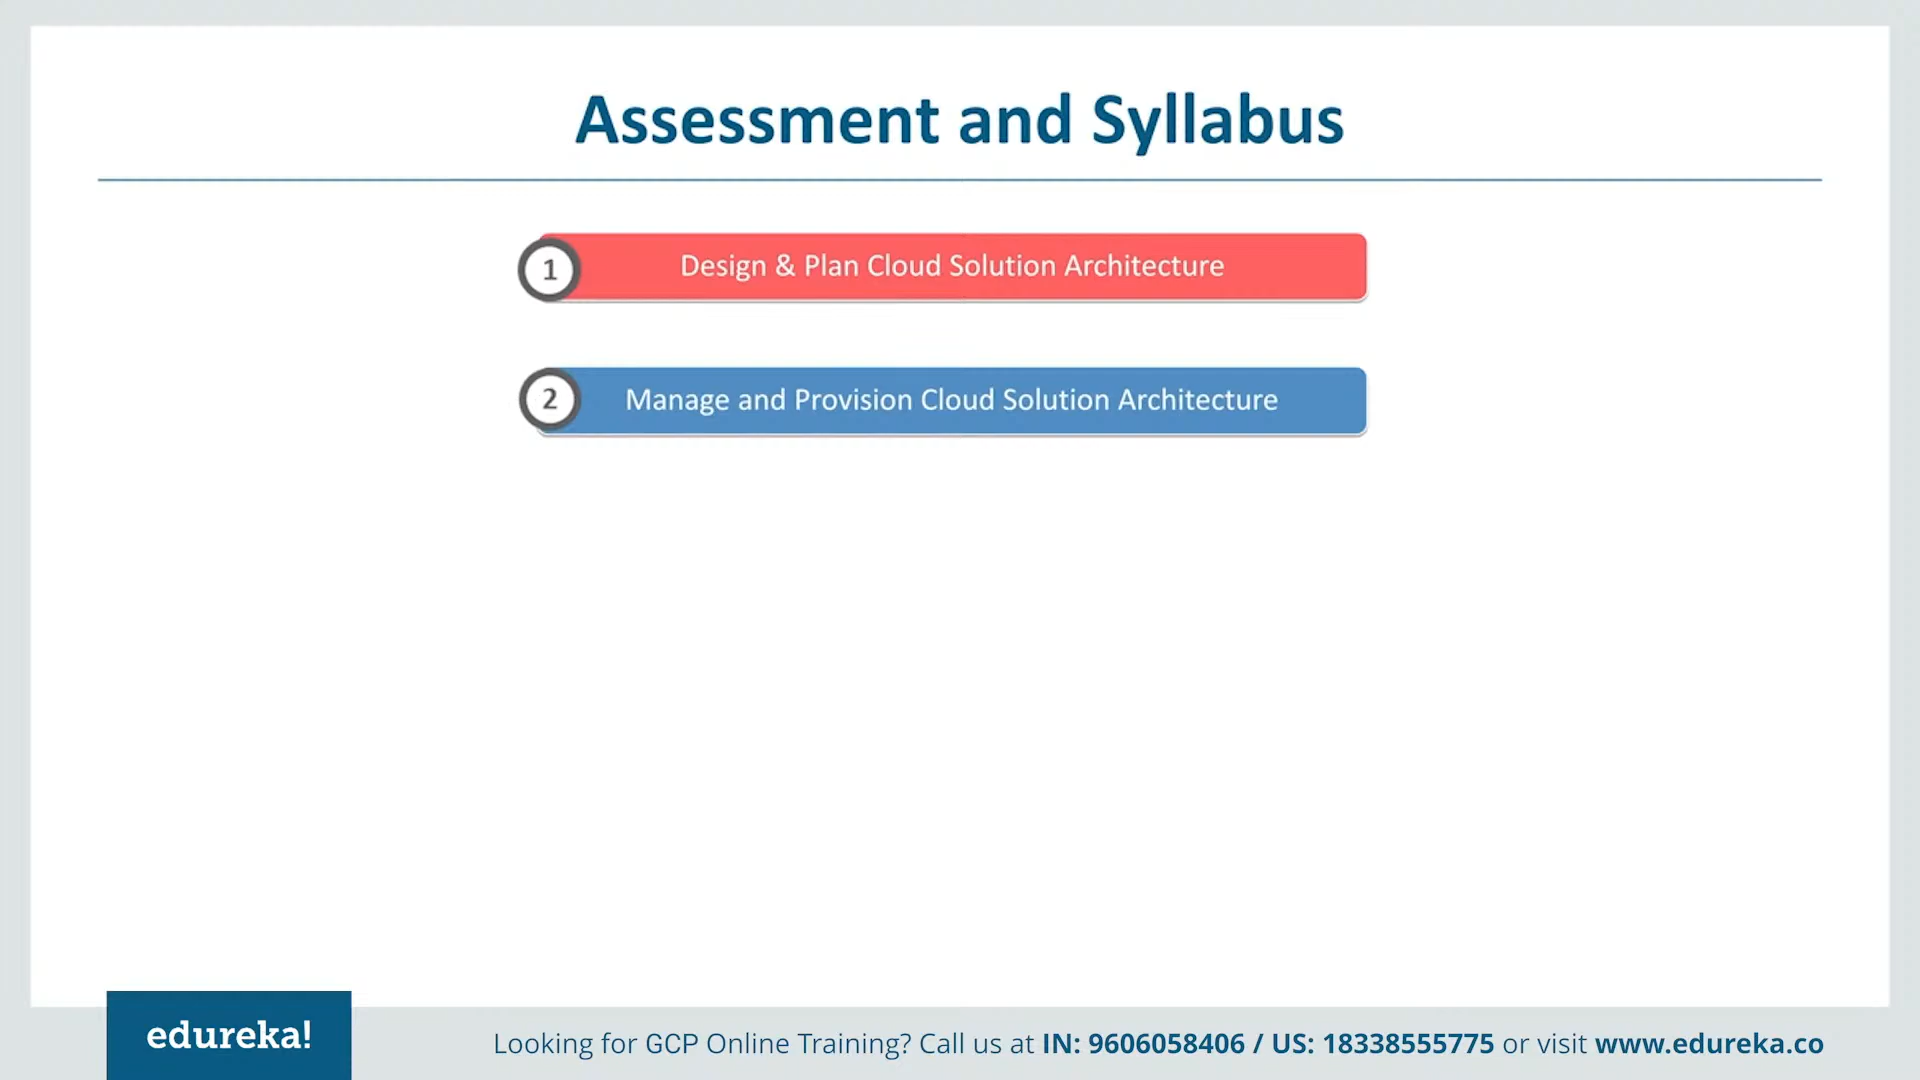 Assessment and Syllabus
1
Design & Plan Cloud Solution Architecture
2
Manage and Provision Cloud Solution Architecture
edureka!
Looking for GCP Online Training? Call us at IN: 9606058406 / US: 18338555775 or visit www.edureka.co